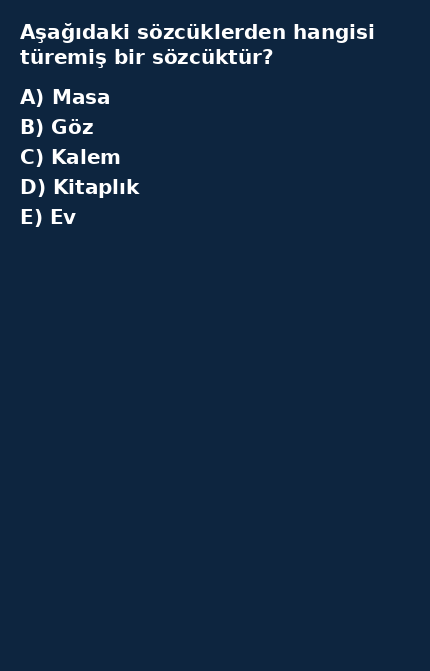 Aşağıdaki sözcüklerden hangisi
türemiş bir sözcüktür?
A) Masa
B) Göz
C) Kalem
D) Kitaplık
E) Ev